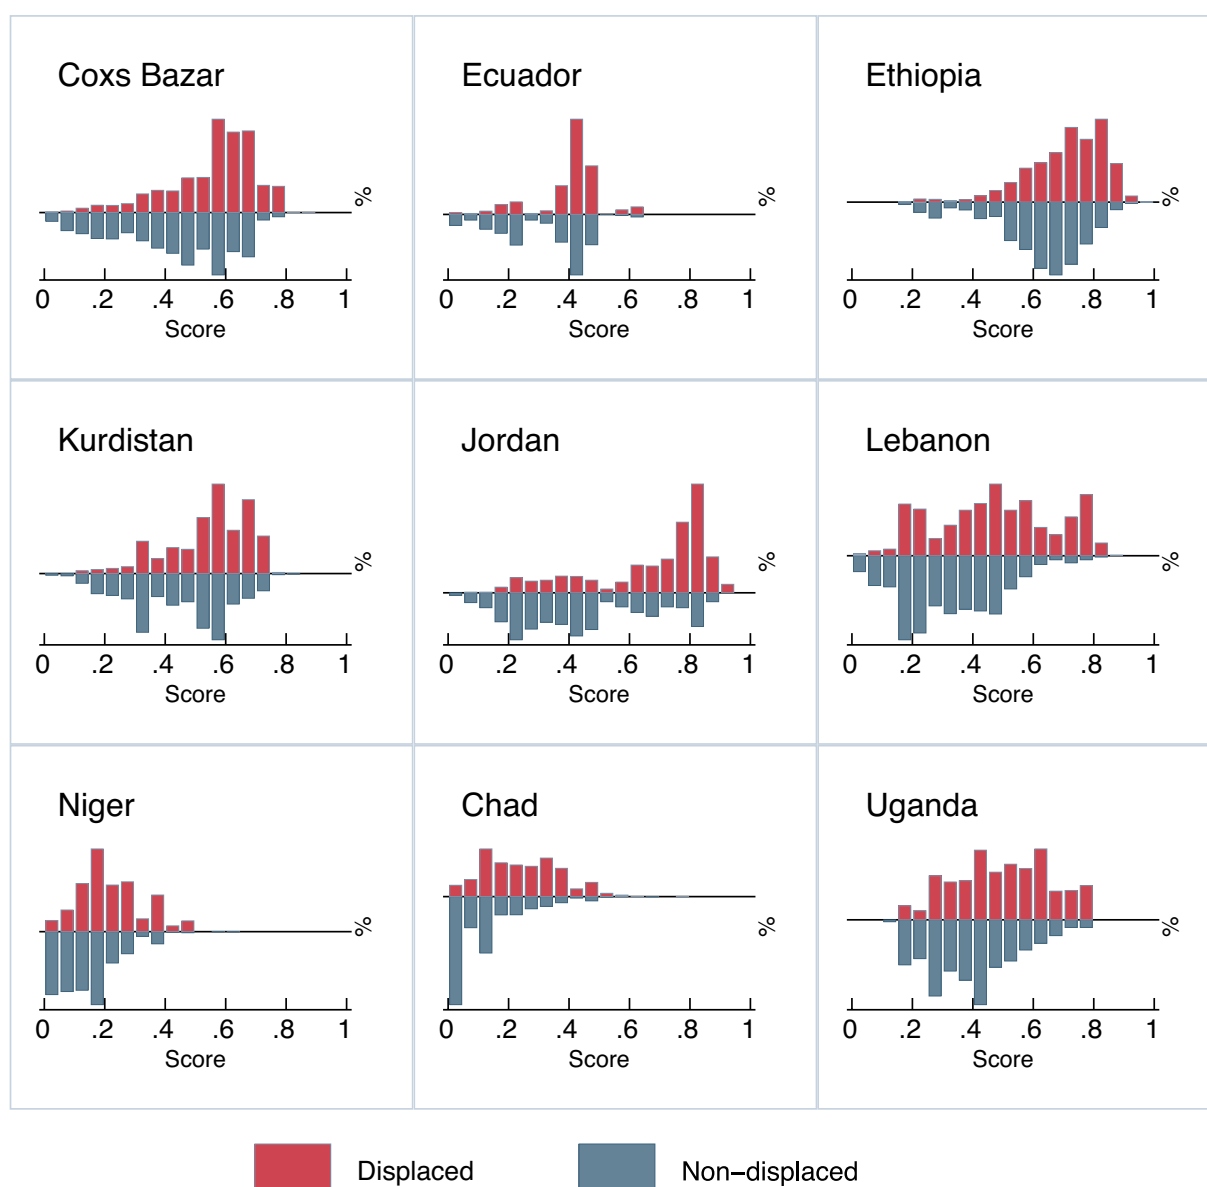 Coxs Bazar
%
0 .2 .4 .6 .8 1
Score
Ecuador
%
0 .2 .4 .6 .8 1
Score
Ethiopia
%
0 .2 .4 .6 .8 1
Score
Kurdistan
%
0 .2 .4 .6 .8 1
Score
Jordan
%
0 .2 .4 .6 .8 1
Score
Lebanon
%
0 .2 .4 .6 .8 1
Score
Niger
%
0 .2 .4 .6 .8 1
Score
Chad
%
0 .2 .4 .6 .8 1
Score
Uganda
%
0 .2 .4 .6 .8 1
Score
Displaced Non−displaced